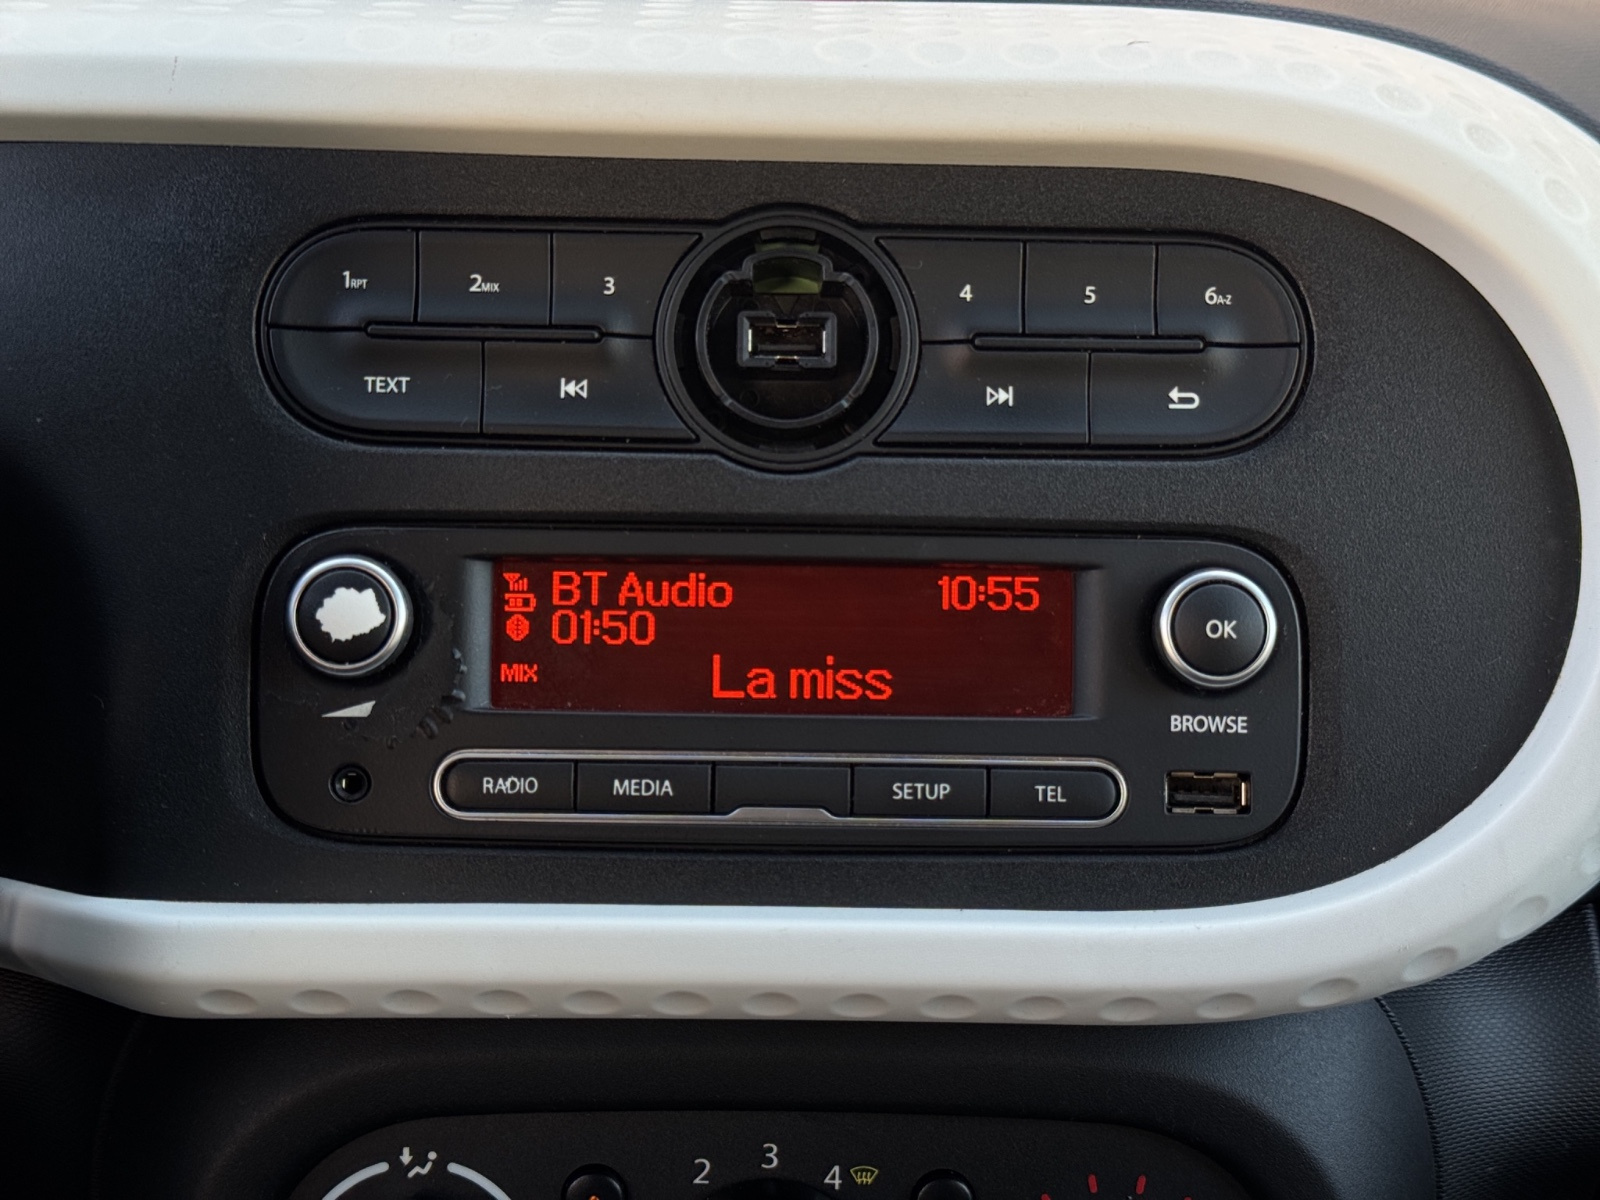 1RPT 2MIX 3 4 5 6A-Z
TEXT
BT Audio 10:55
01:50
MIX La miss
OK
BROWSE
RADIO MEDIA SETUP TEL
2 3 4